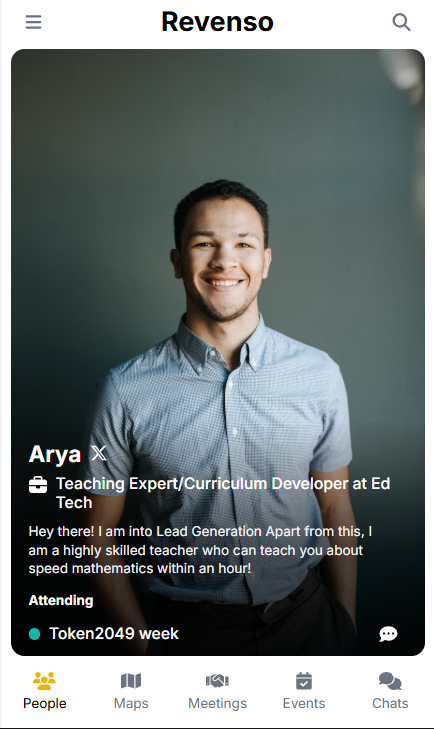 Revenso
Arya X
Teaching Expert/Curriculum Developer at Ed
Tech
Hey there! I am into Lead Generation Apart from this, I
am a highly skilled teacher who can teach you about
speed mathematics within an hour!
Attending
Token2049 week
People Maps Meetings Events Chats